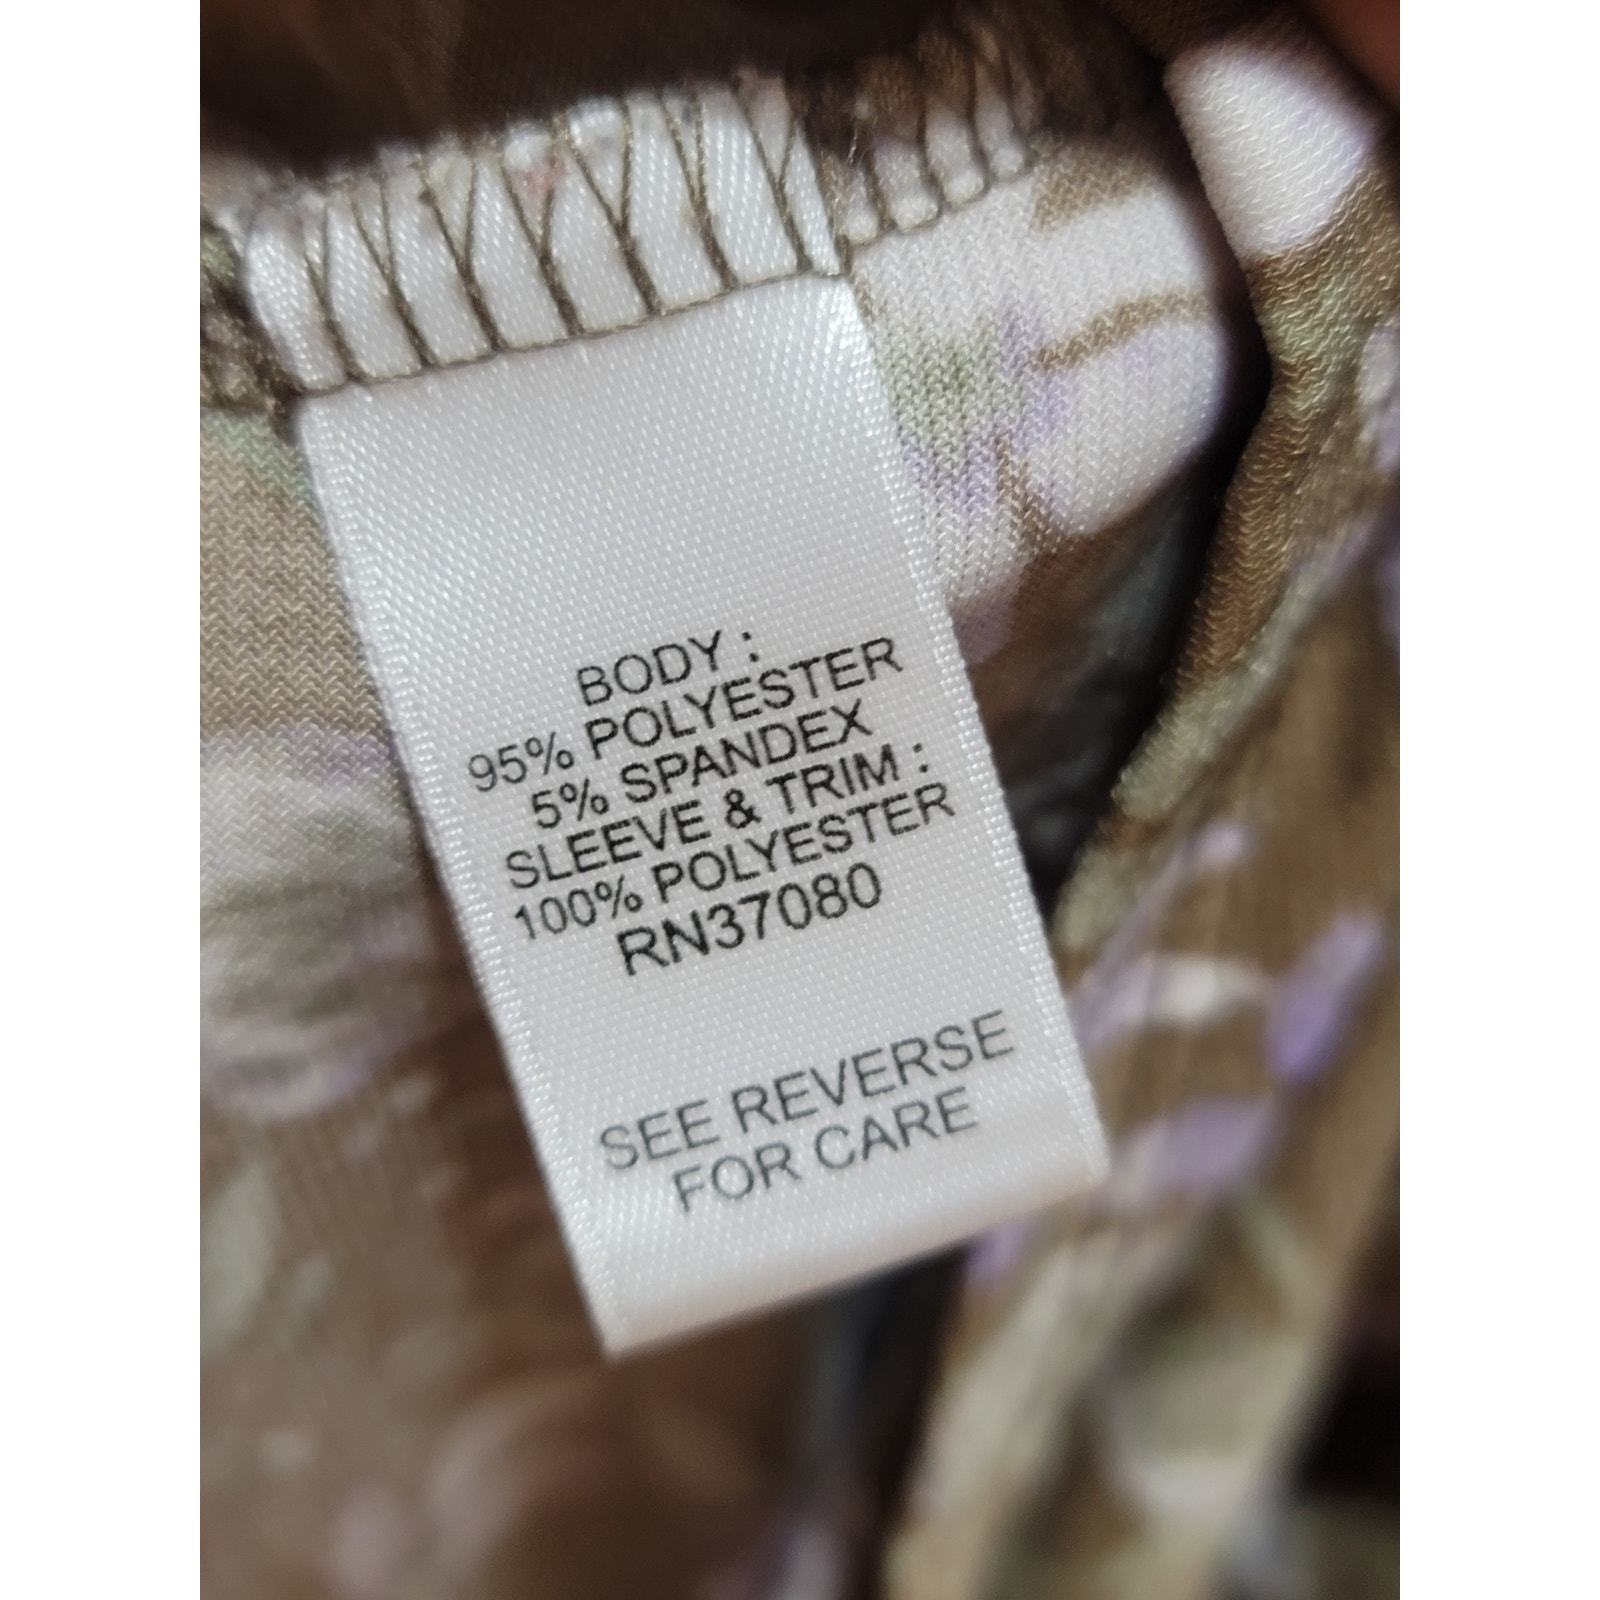 BODY :
95% POLYESTER
5% SPANDEX
SLEEVE & TRIM :
100% POLYESTER
RN37080
SEE REVERSE
FOR CARE